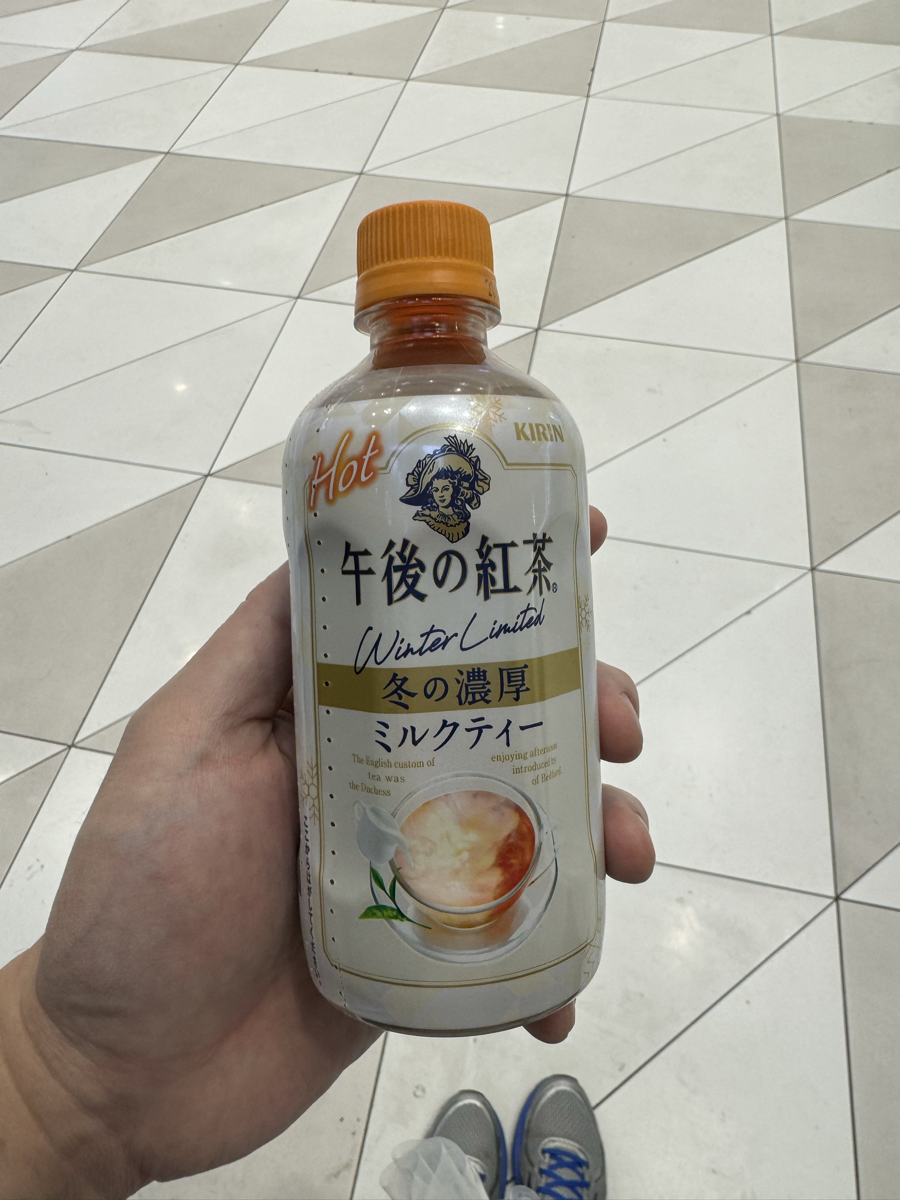 Hot
KIRIN
午後の紅茶®
Winter Limited
冬の濃厚
ミルクティー
The English custom of
enjoying afternoon
tea was
introduced by
the Duchess
of Bedford.